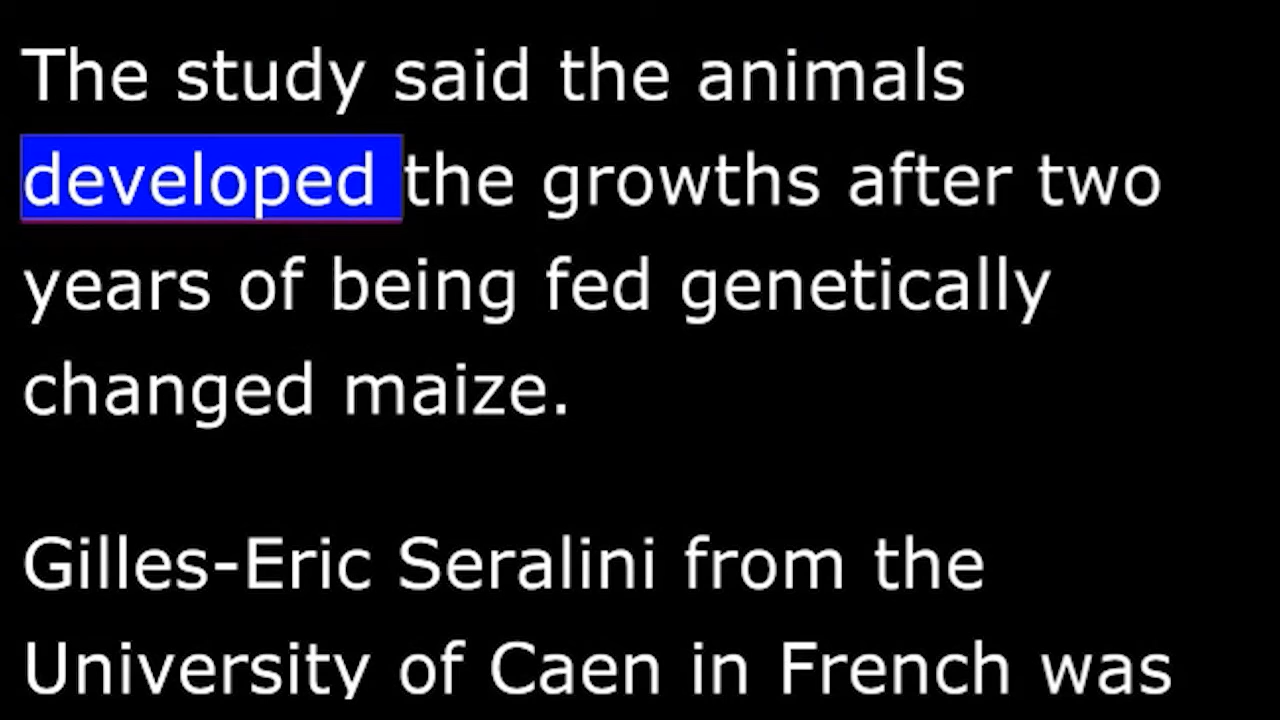 The study said the animals
developed the growths after two
years of being fed genetically
changed maize.
Gilles-Eric Seralini from the
University of Caen in French was